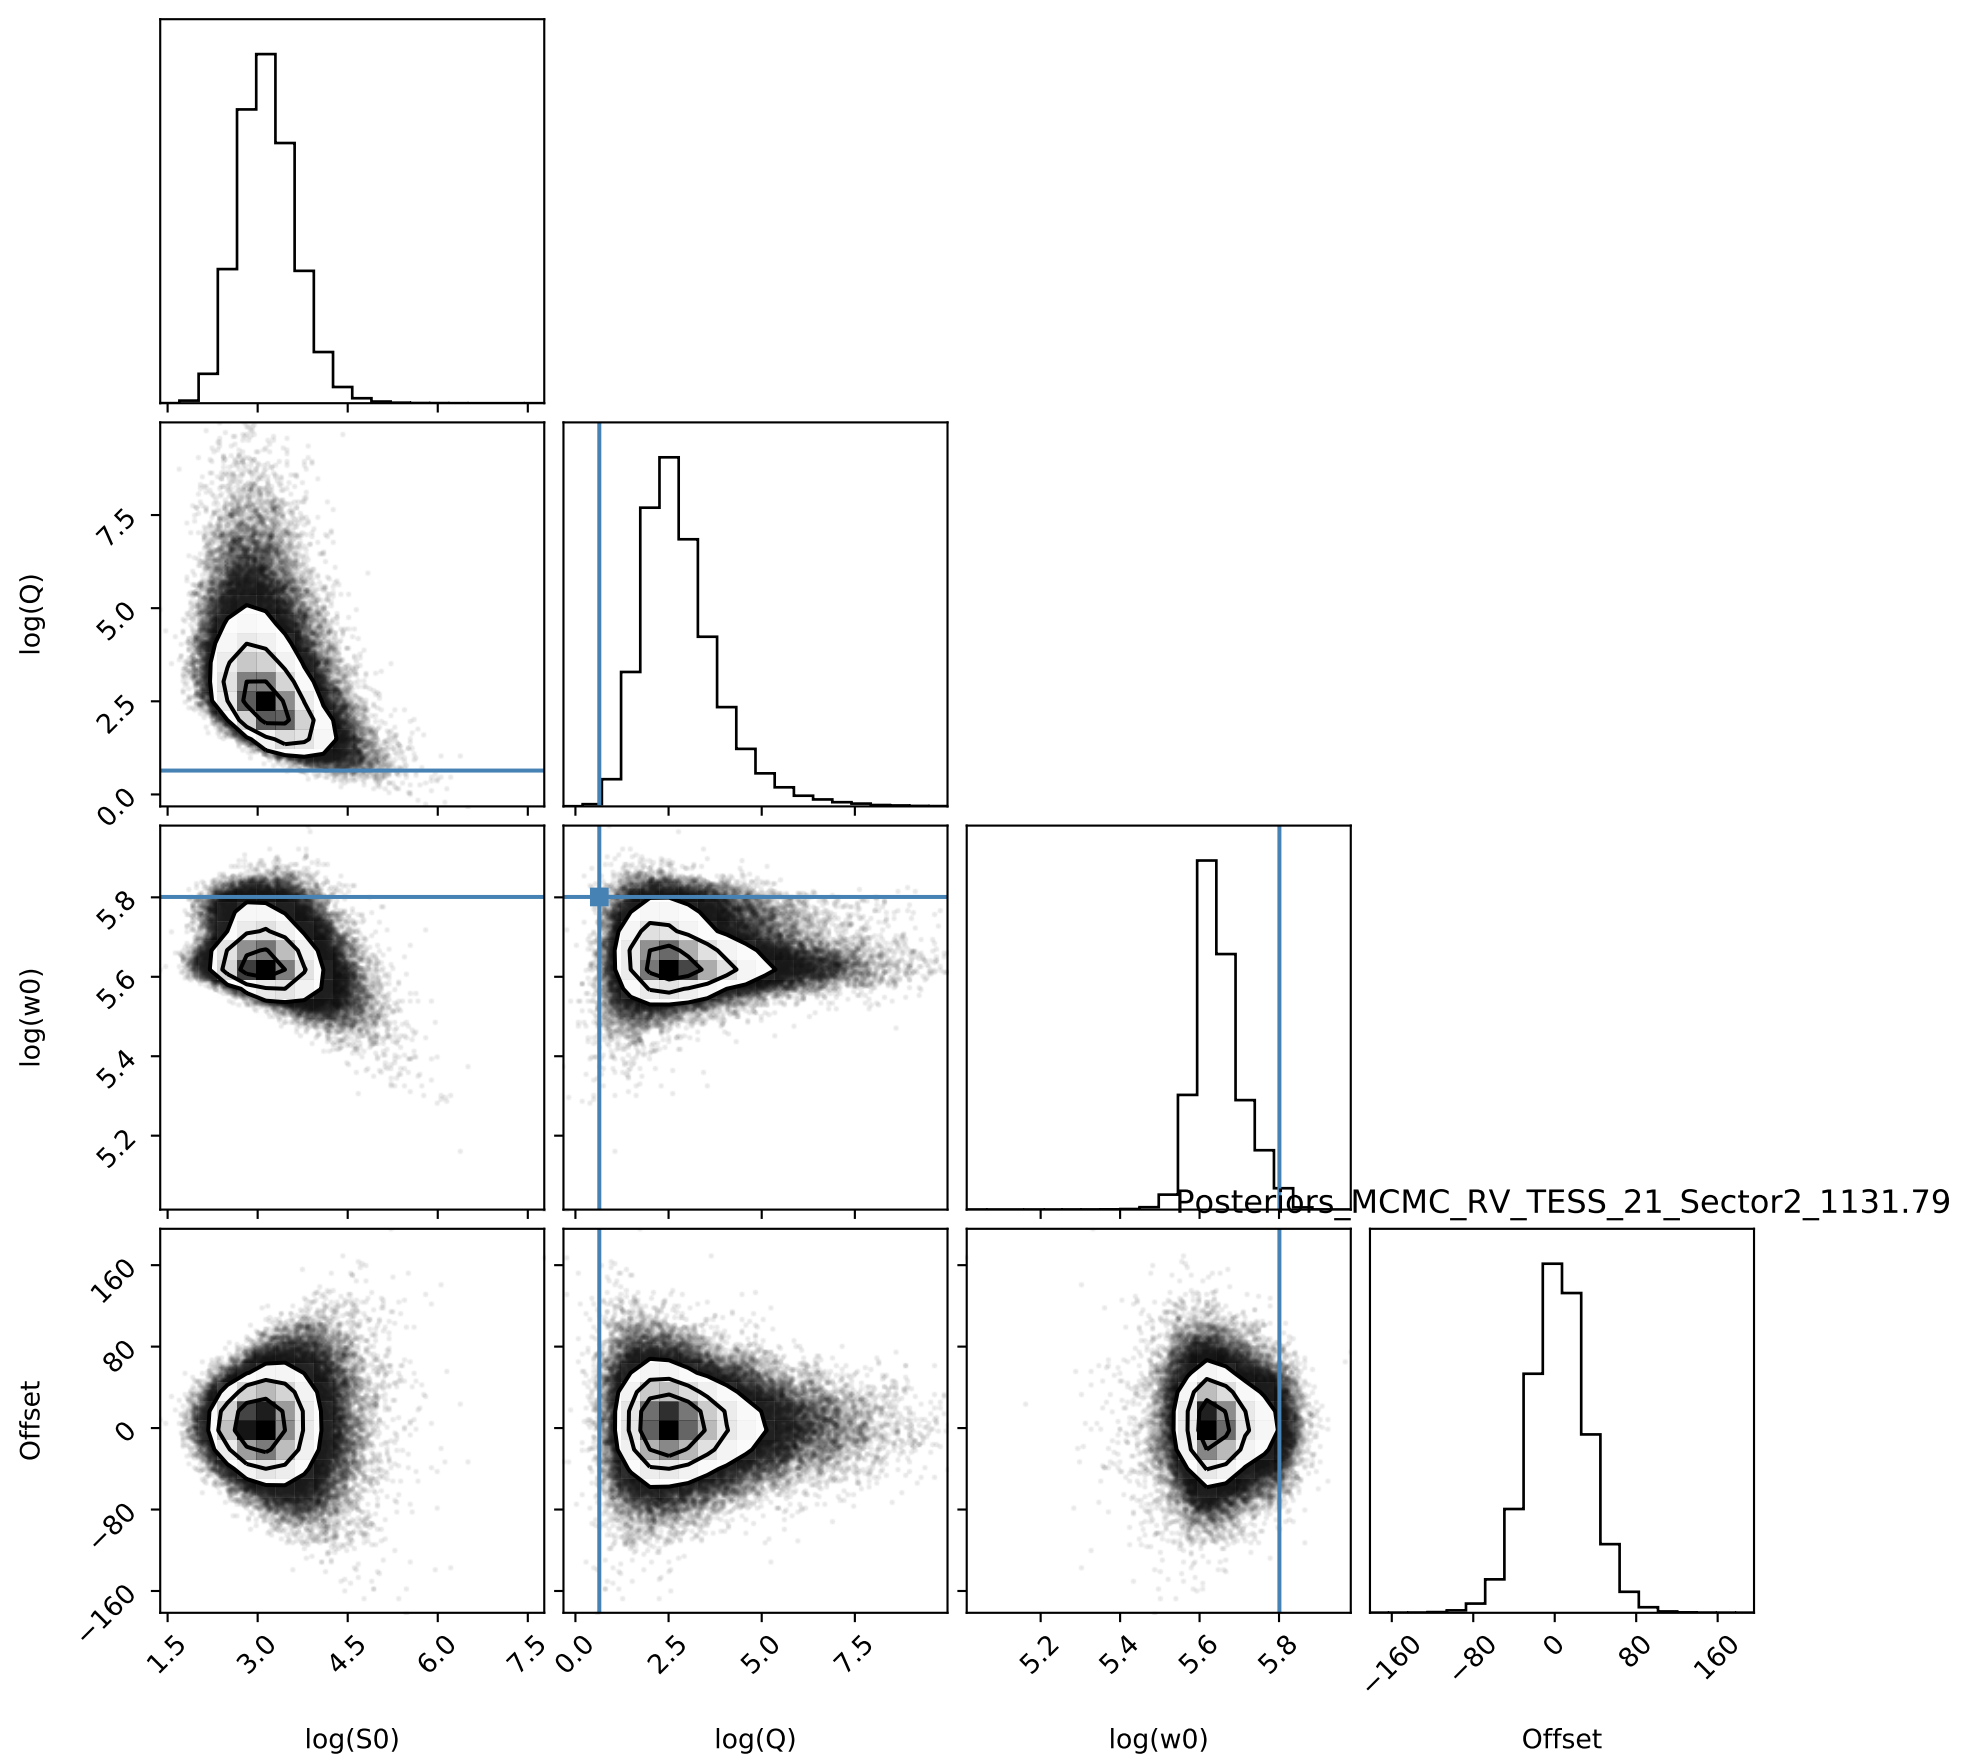 log(Q)
7.5
5.0
2.5
0.0
log(w0)
5.8
5.6
5.4
5.2
Posteriors_MCMC_RV_TESS_21_Sector2_1131.79
Offset
160
80
0
−80
−160
1.5 3.0 4.5 6.0 7.5 0.0 2.5 5.0 7.5 5.2 5.4 5.6 5.8 −160 −80 0 80 160
log(S0) log(Q) log(w0) Offset